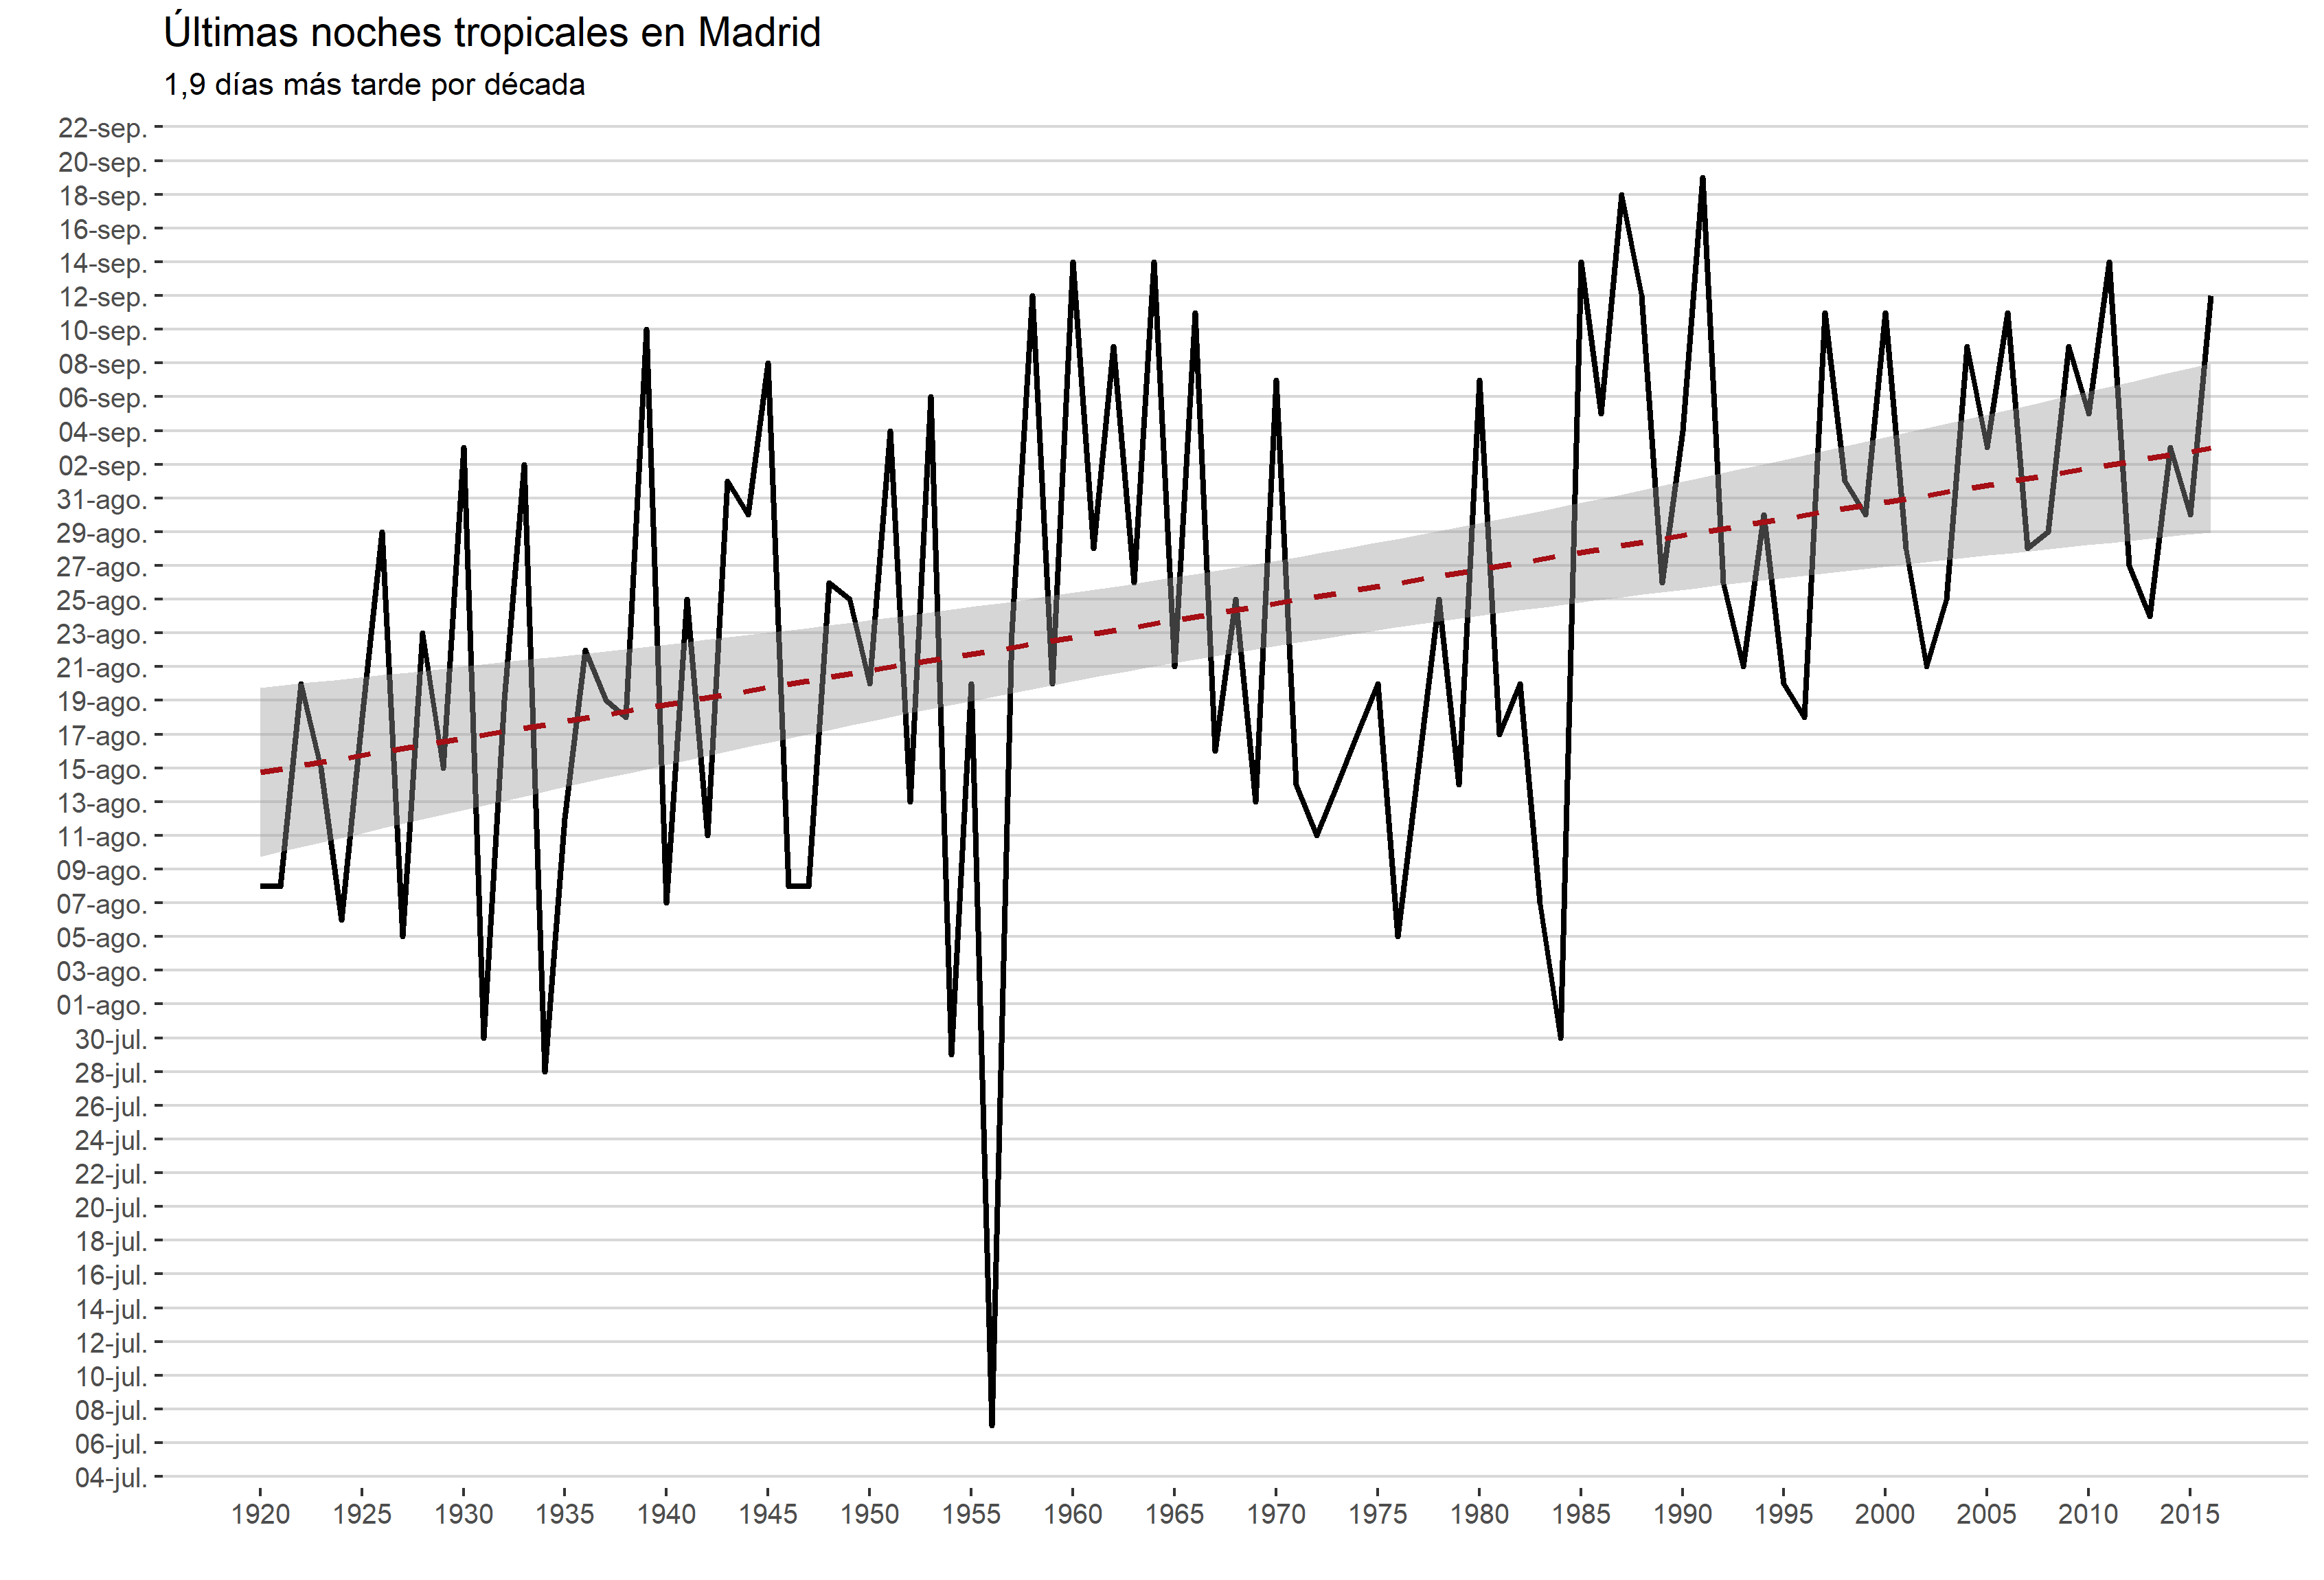 Últimas noches tropicales en Madrid
1,9 días más tarde por década
22-sep.
20-sep.
18-sep.
16-sep.
14-sep.
12-sep.
10-sep.
08-sep.
06-sep.
04-sep.
02-sep.
31-ago.
29-ago.
27-ago.
25-ago.
23-ago.
21-ago.
19-ago.
17-ago.
15-ago.
13-ago.
11-ago.
09-ago.
07-ago.
05-ago.
03-ago.
01-ago.
30-jul.
28-jul.
26-jul.
24-jul.
22-jul.
20-jul.
18-jul.
16-jul.
14-jul.
12-jul.
10-jul.
08-jul.
06-jul.
04-jul.
1920 1925 1930 1935 1940 1945 1950 1955 1960 1965 1970 1975 1980 1985 1990 1995 2000 2005 2010 2015